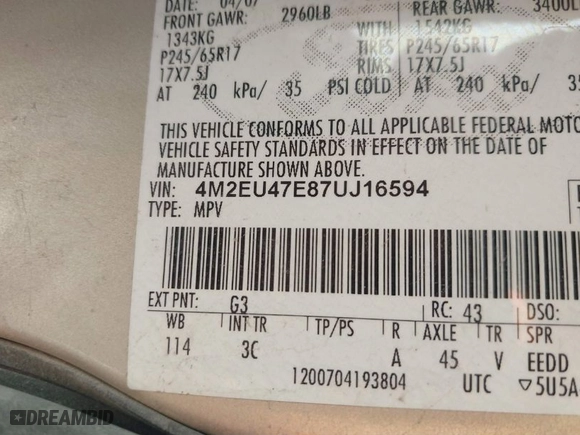 DATE: 04/07
FRONT GAWR: 2960LB REAR GAWR: 3400L
1343KG WITH 1542KG
P245/65R17 TIRES P245/65R17
17X7.5J RIMS 17X7.5J
AT 240 kPa/ 35 PSI COLD AT 240 kPa/ 35
THIS VEHICLE CONFORMS TO ALL APPLICABLE FEDERAL MOTO
VEHICLE SAFETY STANDARDS IN EFFECT ON THE DATE OF
MANUFACTURE SHOWN ABOVE.
VIN: 4M2EU47E87UJ16594
TYPE: MPV
EXT PNT: G3 RC: 43 DSO:
WB INT TR TP/PS R AXLE TR SPR
114 3C A 45 V EEDD
1200704193804 UTC ▽5U5A
DREAMBID